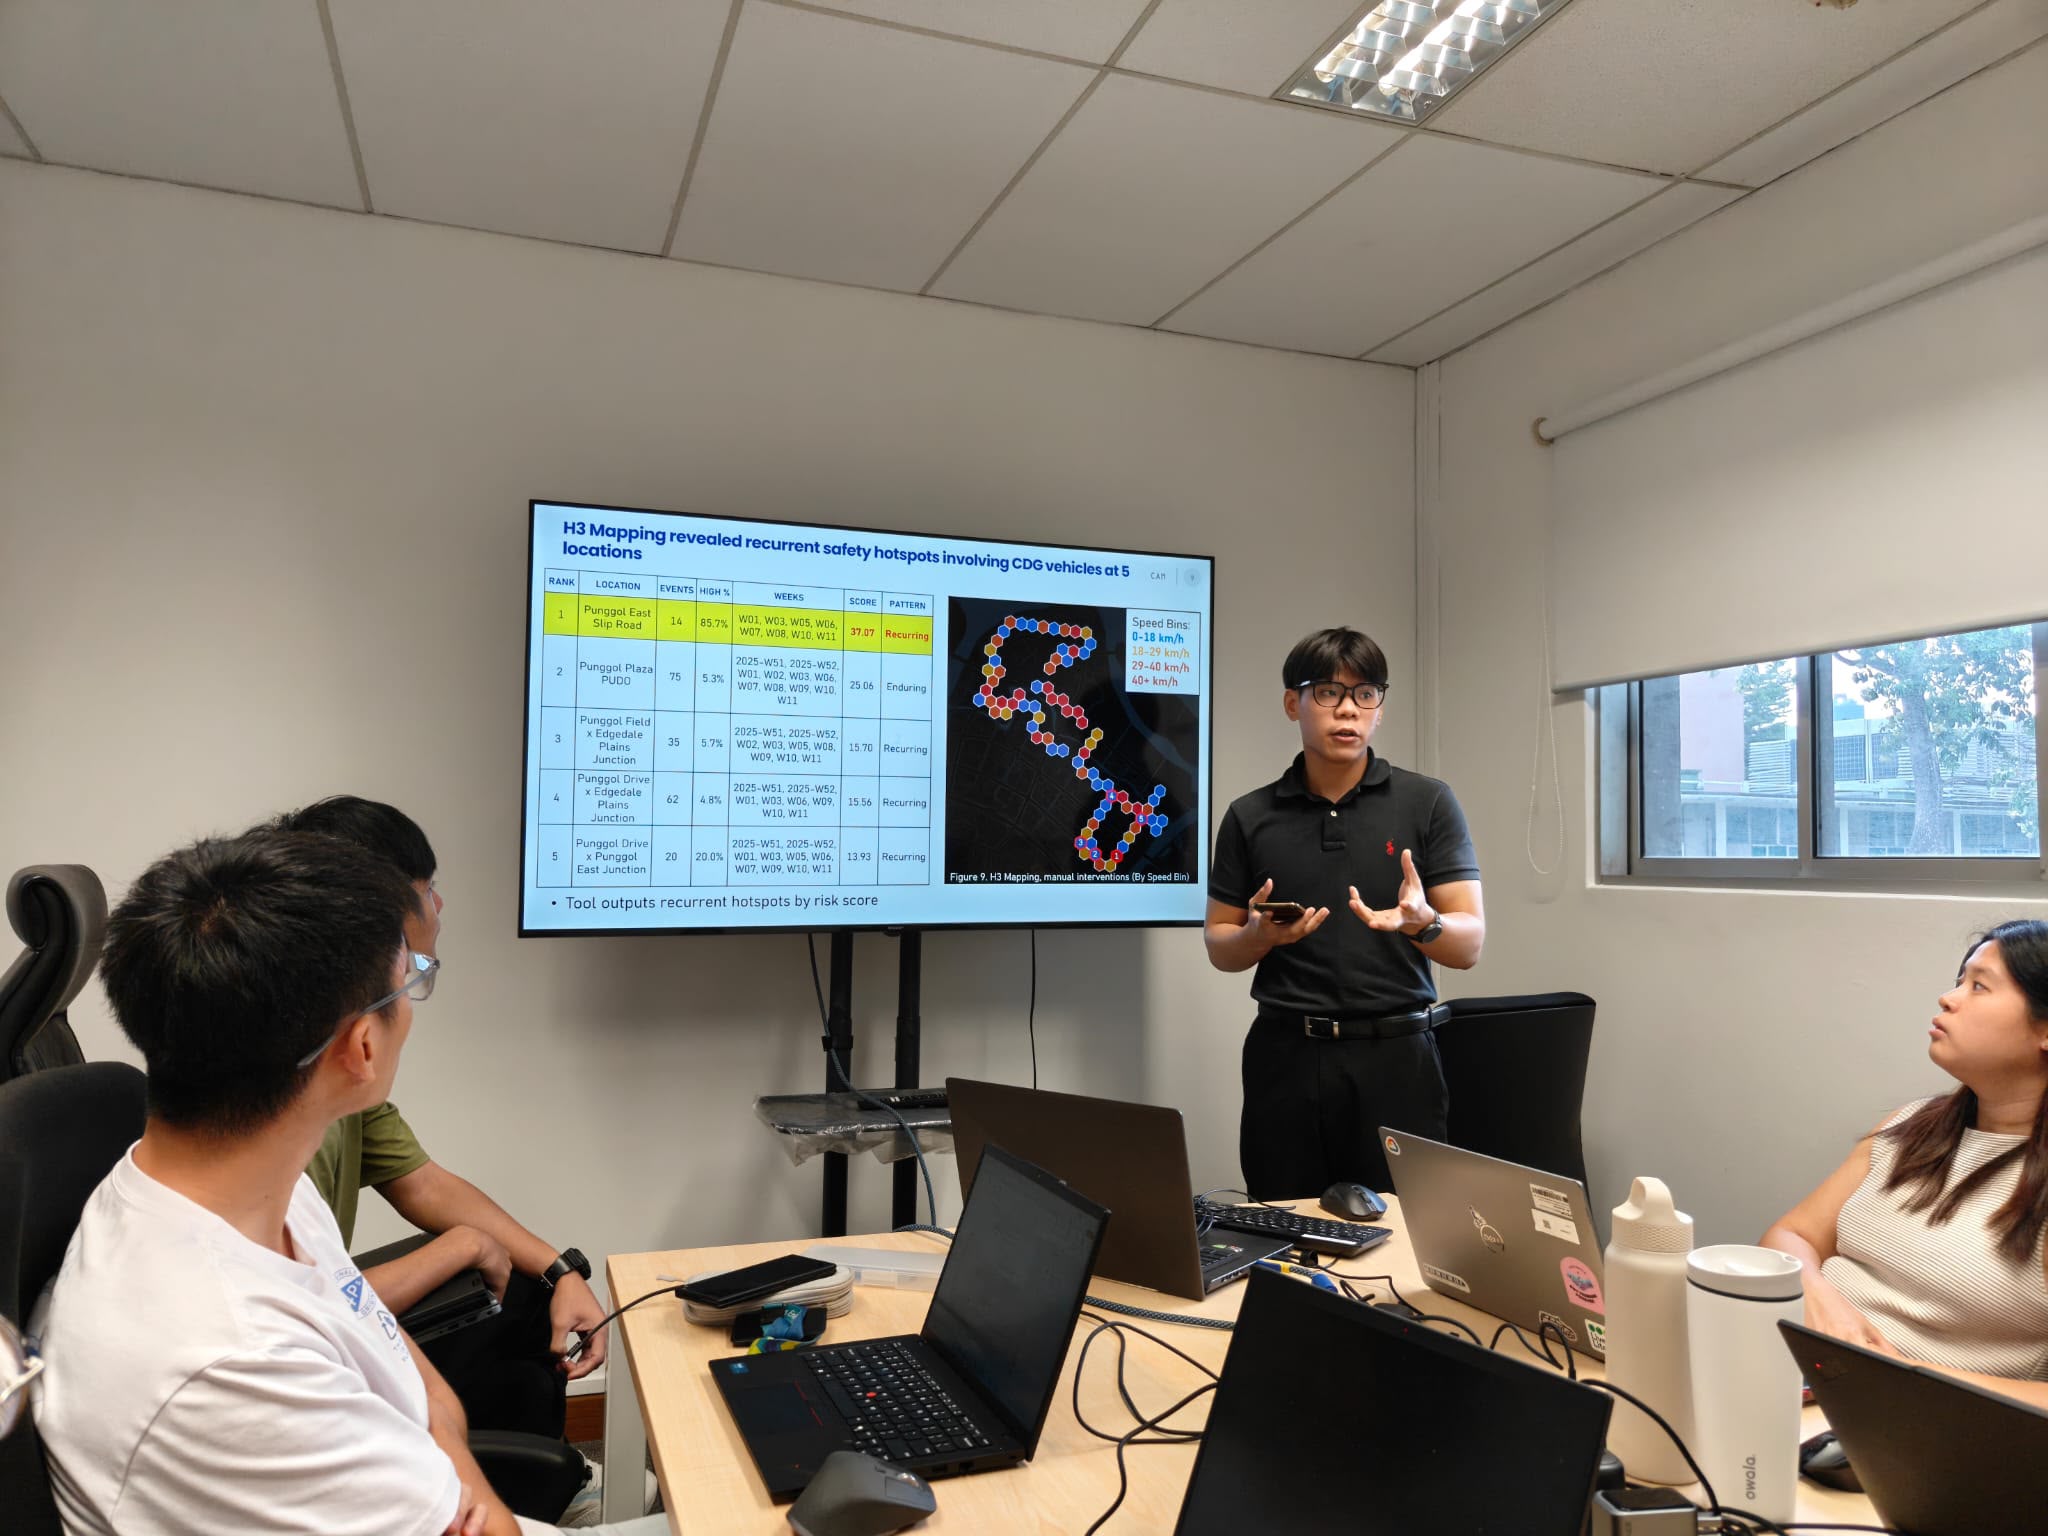 H3 Mapping revealed recurrent safety hotspots involving CDG vehicles at 5
locations
CAM 9
RANK LOCATION EVENTS HIGH % WEEKS SCORE PATTERN
1 Punggol East
Slip Road 14 85.7% W01, W03, W05, W06,
W07, W08, W10, W11 37.07 Recurring
2 Punggol Plaza
PUDO 75 5.3% 2025-W51, 2025-W52,
W01, W02, W03, W06,
W07, W08, W09, W10,
W11 25.06 Enduring
3 Punggol Field
x Edgedale
Plains
Junction 35 5.7% 2025-W51, 2025-W52,
W02, W03, W05, W08,
W09, W10, W11 15.70 Recurring
4 Punggol Drive
x Edgedale
Plains
Junction 62 4.8% 2025-W51, 2025-W52,
W01, W03, W06, W09,
W10, W11 15.56 Recurring
5 Punggol Drive
x Punggol
East Junction 20 20.0% 2025-W51, 2025-W52,
W01, W03, W05, W06,
W07, W09, W10, W11 13.93 Recurring
Speed Bins:
0-18 km/h
18-29 km/h
29-40 km/h
40+ km/h
4
5
3
2
1
Figure 9. H3 Mapping, manual interventions (By Speed Bin)
• Tool outputs recurrent hotspots by risk score
owala